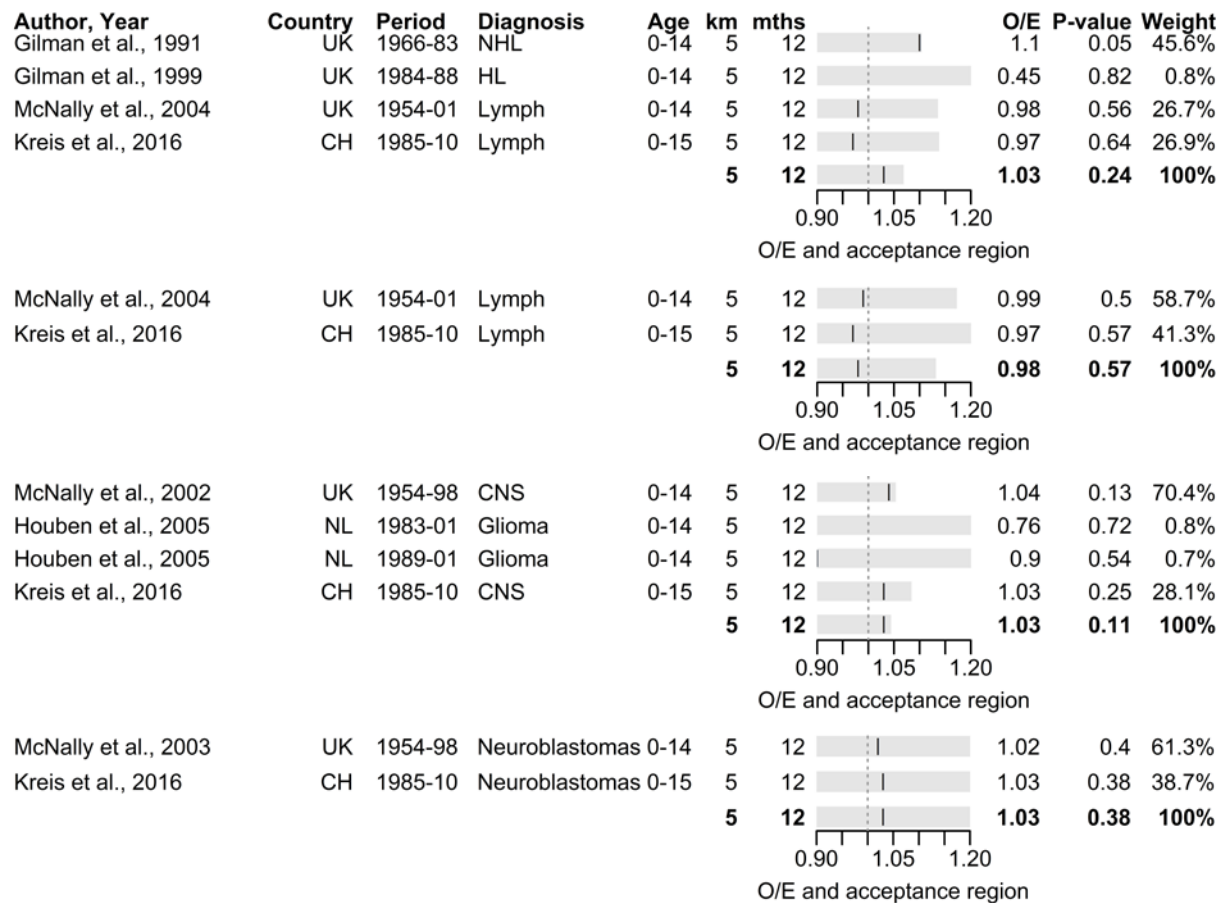 Author, Year Country Period Diagnosis Age km mths O/E P-value Weight
Gilman et al., 1991 UK 1966-83 NHL 0-14 5 12 1.1 0.05 45.6%
Gilman et al., 1999 UK 1984-88 HL 0-14 5 12 0.45 0.82 0.8%
McNally et al., 2004 UK 1954-01 Lymph 0-14 5 12 0.98 0.56 26.7%
Kreis et al., 2016 CH 1985-10 Lymph 0-15 5 12 0.97 0.64 26.9%
5 12 1.03 0.24 100%
0.90 1.05 1.20
O/E and acceptance region
McNally et al., 2004 UK 1954-01 Lymph 0-14 5 12 0.99 0.5 58.7%
Kreis et al., 2016 CH 1985-10 Lymph 0-15 5 12 0.97 0.57 41.3%
5 12 0.98 0.57 100%
0.90 1.05 1.20
O/E and acceptance region
McNally et al., 2002 UK 1954-98 CNS 0-14 5 12 1.04 0.13 70.4%
Houben et al., 2005 NL 1983-01 Glioma 0-14 5 12 0.76 0.72 0.8%
Houben et al., 2005 NL 1989-01 Glioma 0-14 5 12 0.9 0.54 0.7%
Kreis et al., 2016 CH 1985-10 CNS 0-15 5 12 1.03 0.25 28.1%
5 12 1.03 0.11 100%
0.90 1.05 1.20
O/E and acceptance region
McNally et al., 2003 UK 1954-98 Neuroblastomas 0-14 5 12 1.02 0.4 61.3%
Kreis et al., 2016 CH 1985-10 Neuroblastomas 0-15 5 12 1.03 0.38 38.7%
5 12 1.03 0.38 100%
0.90 1.05 1.20
O/E and acceptance region